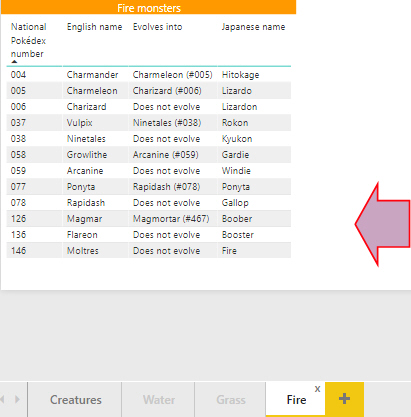 Fire monsters
National Pokédex number English name Evolves into Japanese name
004 Charmander Charmeleon (#005) Hitokage
005 Charmeleon Charizard (#006) Lizardo
006 Charizard Does not evolve Lizardon
037 Vulpix Ninetales (#038) Rokon
038 Ninetales Does not evolve Kyukon
058 Growlithe Arcanine (#059) Gardie
059 Arcanine Does not evolve Windie
077 Ponyta Rapidash (#078) Ponyta
078 Rapidash Does not evolve Gallop
126 Magmar Magmortar (#467) Boober
136 Flareon Does not evolve Booster
146 Moltres Does not evolve Fire
Creatures Water Grass Fire x +